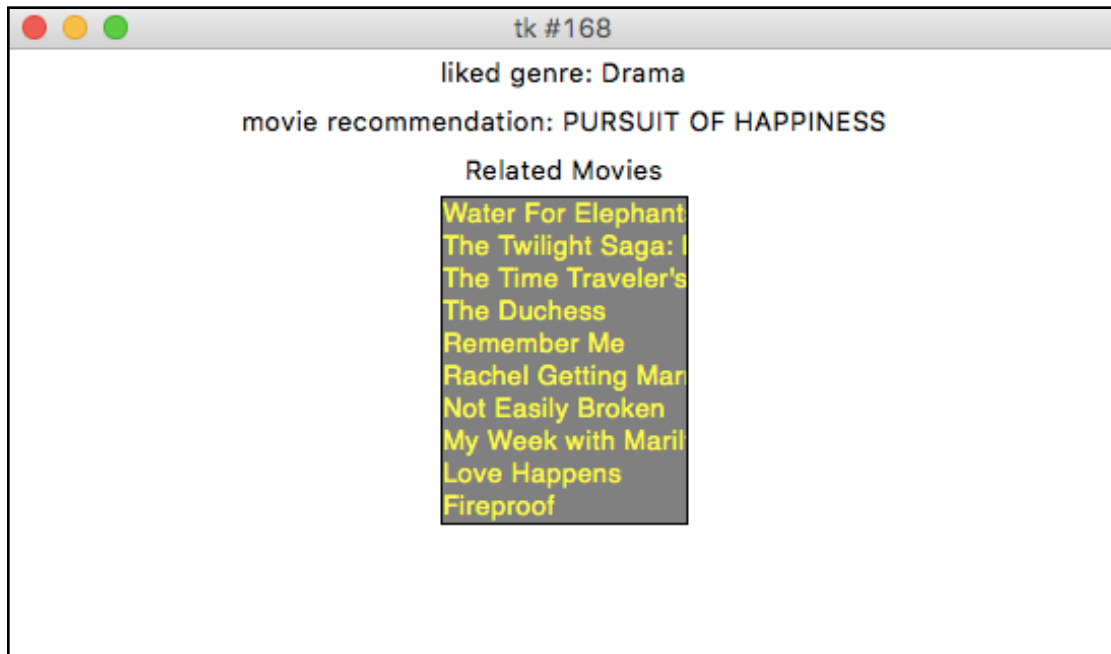 tk #168
liked genre: Drama
movie recommendation: PURSUIT OF HAPPINESS
Related Movies
Water For Elephants
The Twilight Saga:
The Time Traveler's
The Duchess
Remember Me
Rachel Getting
Not Easily Broken
My Week with
Love Happens
Fireproof